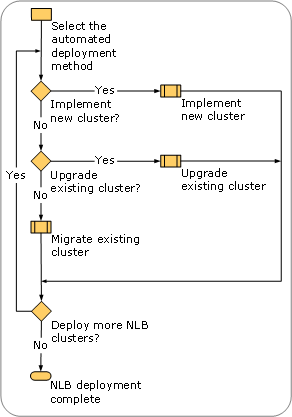 Select the
automated
deployment
method
Yes
Implement
new cluster?
Implement
new cluster
No
Yes
Yes
Upgrade
existing cluster?
Upgrade
existing cluster
No
Migrate existing
cluster
Deploy more NLB
clusters?
No
NLB deployment
complete